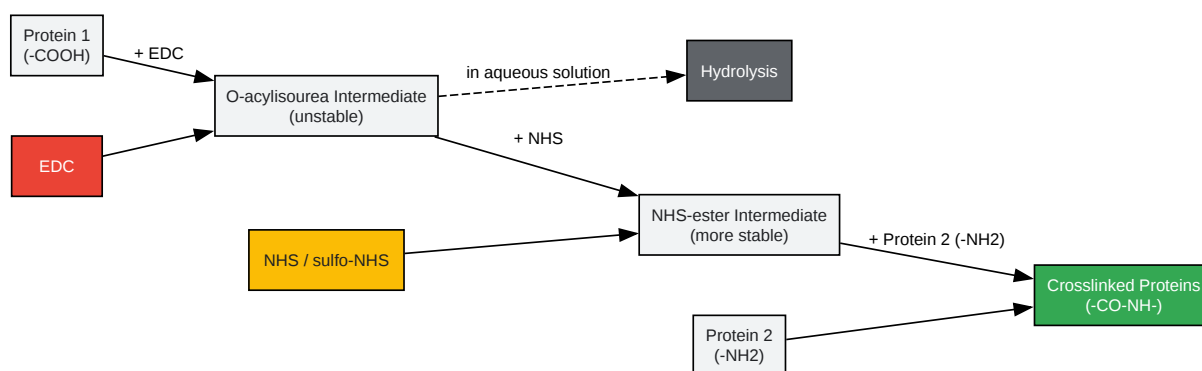 Protein 1
(-COOH)
+ EDC
O-acylisourea Intermediate
(unstable)
in aqueous solution
Hydrolysis
EDC
+ NHS
NHS / sulfo-NHS
NHS-ester Intermediate
(more stable)
+ Protein 2 (-NH2)
Crosslinked Proteins
(-CO-NH-)
Protein 2
(-NH2)